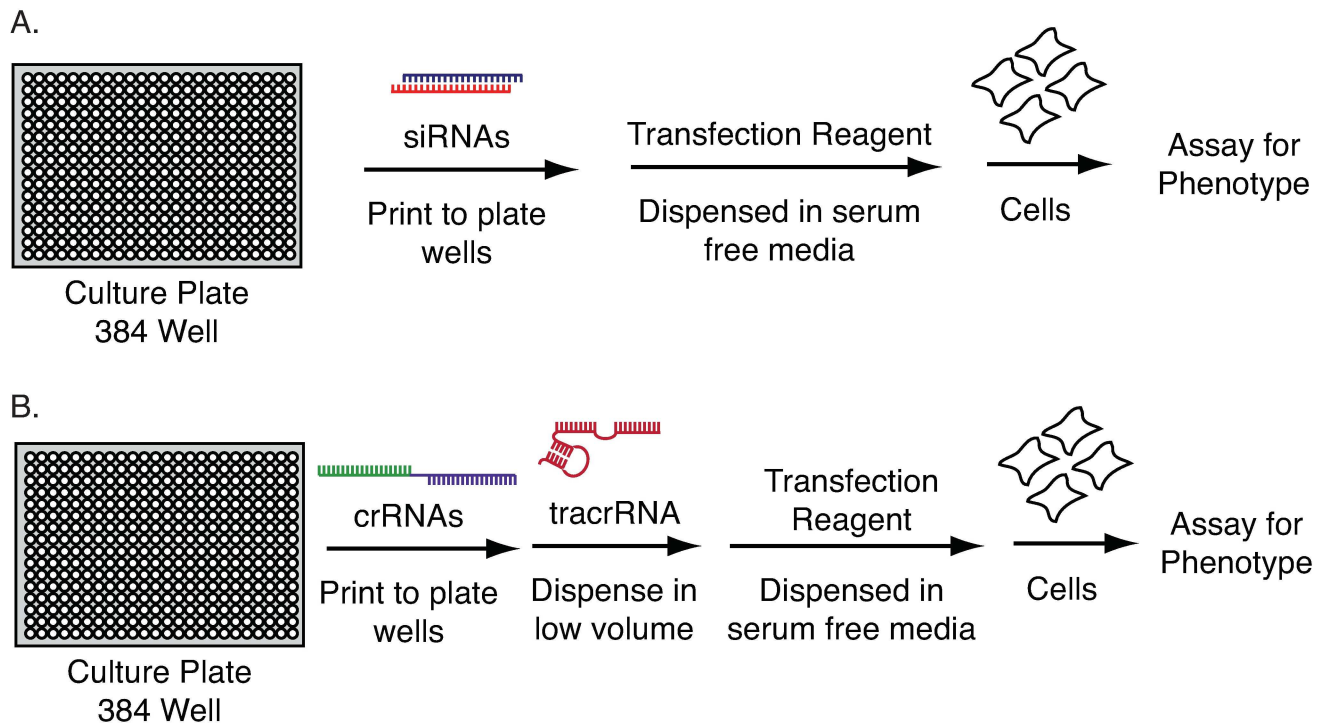 A.
siRNAs
Print to plate
wells
Transfection Reagent
Dispensed in serum
free media
Cells
Assay for
Phenotype
Culture Plate
384 Well
B.
crRNAs
Print to plate
wells
tracrRNA
Dispense in
low volume
Transfection
Reagent
Dispensed in
serum free media
Cells
Assay for
Phenotype
Culture Plate
384 Well